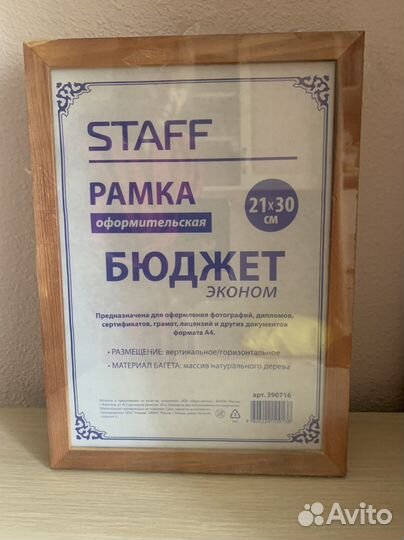 STAFF
РАМКА
оформительская
21х30
СМ
БЮДЖЕТ
ЭКОНОМ
Предназначена для оформления фотографий, дипломов,
сертификатов, грамот, лицензий и других документов
формата А4.
• РАЗМЕЩЕНИЕ: вертикальное/горизонтальное
• МАТЕРИАЛ БАГЕТА: массив натурального дерева
арт. 390716
Avito